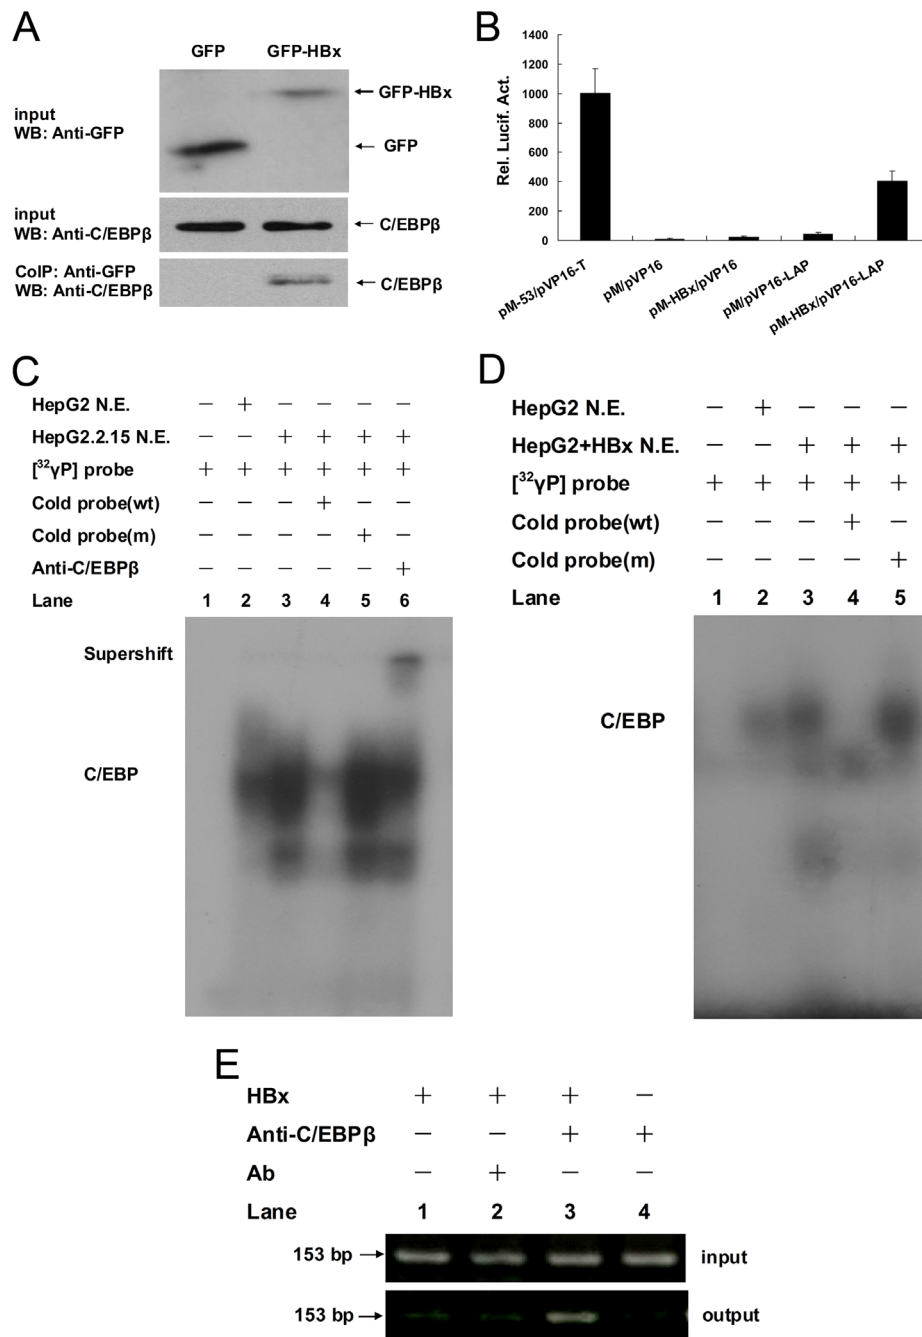 A
GFP GFP-HBx
input
WB: Anti-GFP
GFP-HBx
GFP
input
WB: Anti-C/EBPβ
C/EBPβ
CoIP: Anti-GFP
WB: Anti-C/EBPβ
C/EBPβ
B
Rel. Lucif. Act.
1400
1200
1000
800
600
400
200
0
pM-53/pVP16-T
pM/pVP16
pM-HBx/pVP16
pM/pVP16-LAP
pM-HBx/pVP16-LAP
C
HepG2 N.E. − + − − − −
HepG2.2.15 N.E. − − + + + +
[³²γP] probe + + + + + +
Cold probe(wt) − − − + − −
Cold probe(m) − − − − + −
Anti-C/EBPβ − − − − − +
Lane 1 2 3 4 5 6
Supershift
C/EBP
D
HepG2 N.E. − + − − −
HepG2+HBx N.E. − − + + +
[³²γP] probe + + + + +
Cold probe(wt) − − − + −
Cold probe(m) − − − − +
Lane 1 2 3 4 5
C/EBP
E
HBx + + + −
Anti-C/EBPβ − − + +
Ab − + − −
Lane 1 2 3 4
153 bp input
153 bp output